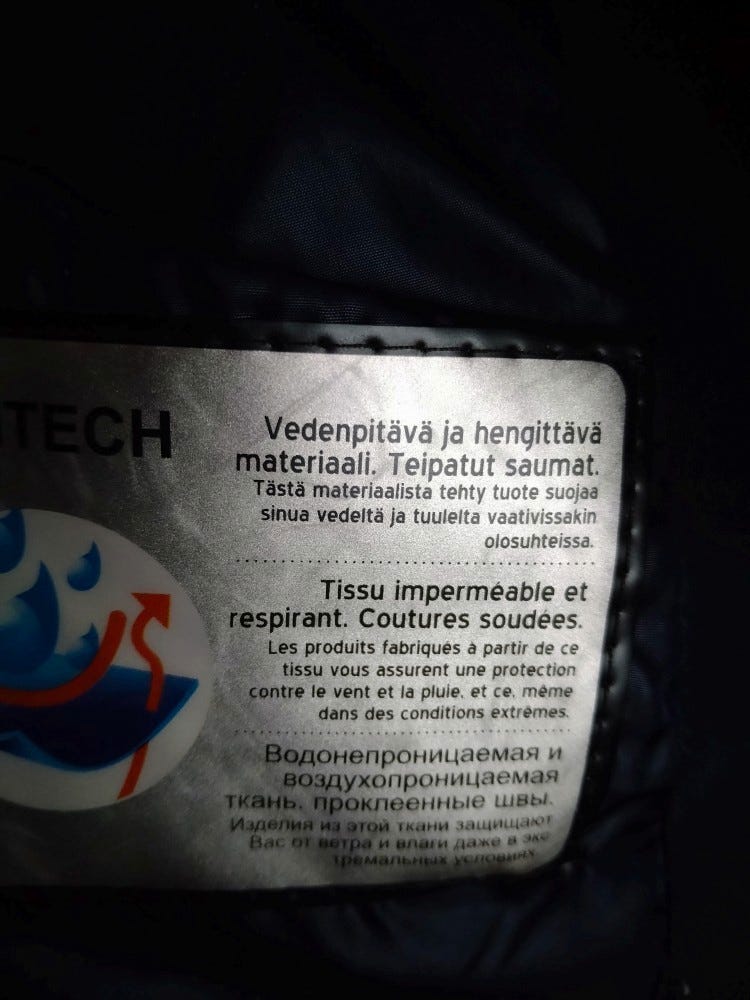 TECH
Vedenpitävä ja hengittävä
materiaali. Teipatut saumat.
Tästä materiaalista tehty tuote suojaa
sinua vedeltä ja tuulelta vaativissakin
olosuhteissa.
Tissu imperméable et
respirant. Coutures soudées.
Les produits fabriqués à partir de ce
tissu vous assurent une protection
contre le vent et la pluie, et ce, même
dans des conditions extrêmes.
Водонепроницаемая и
воздухопроницаемая
ткань. проклеенные швы.
Изделия из этой ткани защищают
Вас от ветра и влаги даже в экс
тремальных условиях